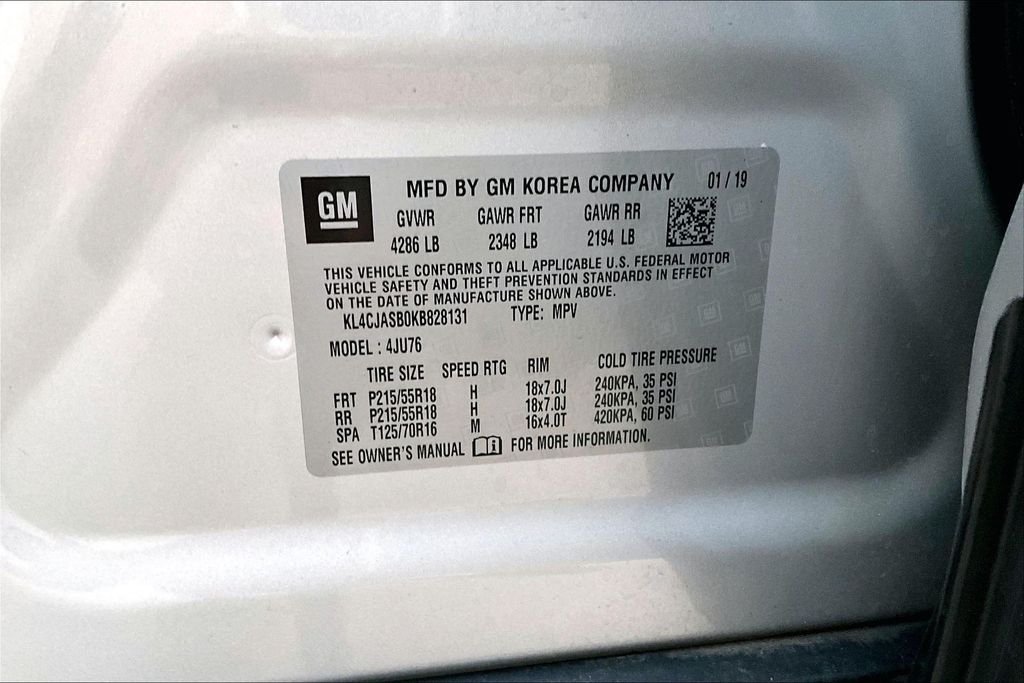 GM
MFD BY GM KOREA COMPANY 01 / 19
GVWR GAWR FRT GAWR RR
4286 LB 2348 LB 2194 LB
THIS VEHICLE CONFORMS TO ALL APPLICABLE U.S. FEDERAL MOTOR
VEHICLE SAFETY AND THEFT PREVENTION STANDARDS IN EFFECT
ON THE DATE OF MANUFACTURE SHOWN ABOVE.
KL4CJASB0KB828131 TYPE: MPV
MODEL : 4JU76
TIRE SIZE SPEED RTG RIM COLD TIRE PRESSURE
FRT P215/55R18 H 18x7.0J 240KPA, 35 PSI
RR P215/55R18 H 18x7.0J 240KPA, 35 PSI
SPA T125/70R16 M 16x4.0T 420KPA, 60 PSI
SEE OWNER'S MANUAL i FOR MORE INFORMATION.